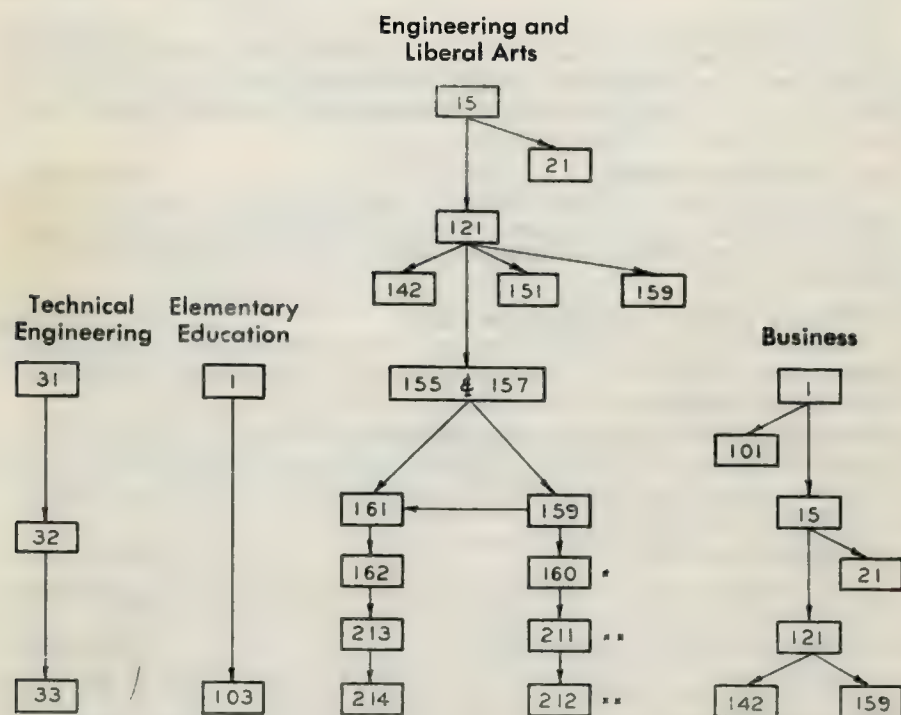 Engineering and
Liberal Arts
15
21
121
142 151 159
Technical
Engineering
31
32
33
Elementary
Education
1
103
155 & 157
161 159
162 160 *
213 211 **
214 212 **
Business
1
101
15
21
121
142 159